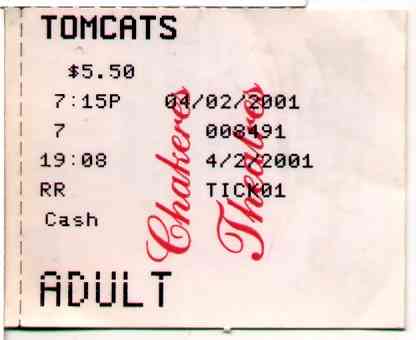 TOMCATS
$5.50
7:15P 04/02/2001
7 008491
19:08 4/2/2001
RR TICK01
Cash
ADULT
Chakeres
Theatres